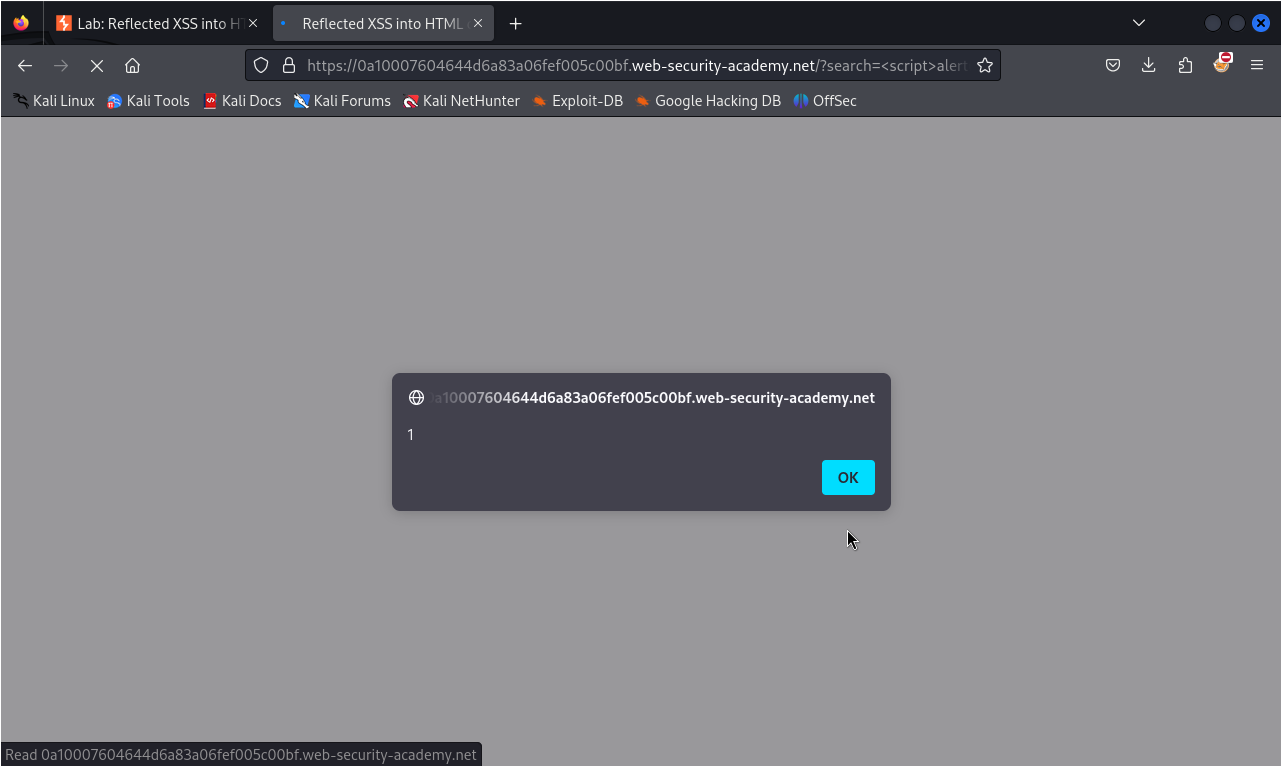 Lab: Reflected XSS into HT
Reflected XSS into HTML
https://0a10007604644d6a83a06fef005c00bf.web-security-academy.net/?search=<script>alert
Kali Linux Kali Tools Kali Docs Kali Forums Kali NetHunter Exploit-DB Google Hacking DB OffSec
a10007604644d6a83a06fef005c00bf.web-security-academy.net
1
OK
Read 0a10007604644d6a83a06fef005c00bf.web-security-academy.net